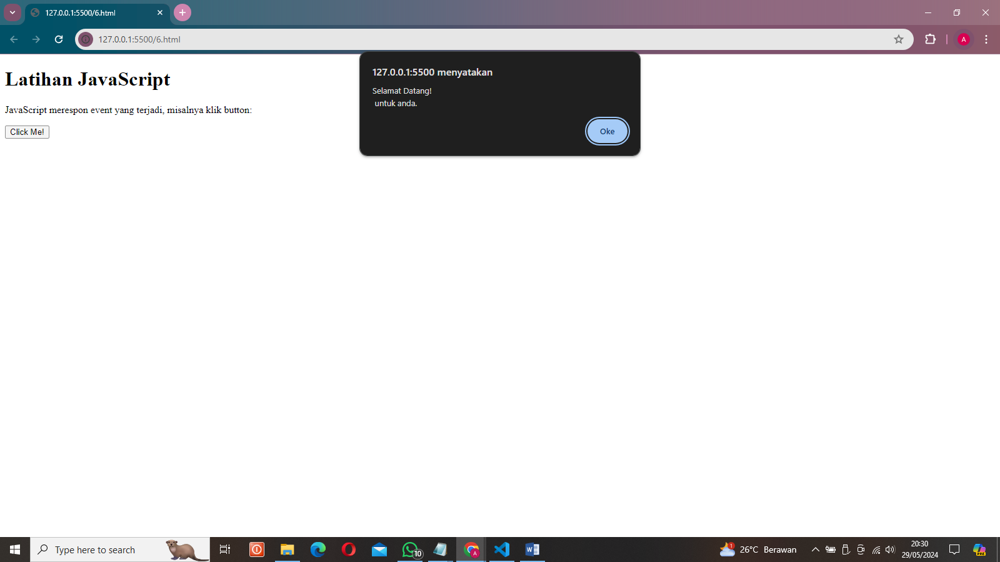 127.0.0.1:5500/6.html
127.0.0.1:5500/6.html
A
Latihan JavaScript
JavaScript merespon event yang terjadi, misalnya klik button:
Click Me!
127.0.0.1:5500 menyatakan
Selamat Datang!
untuk anda.
Oke
Type here to search
10
A
W
1
26°C Berawan
20:30
29/05/2024
PRE